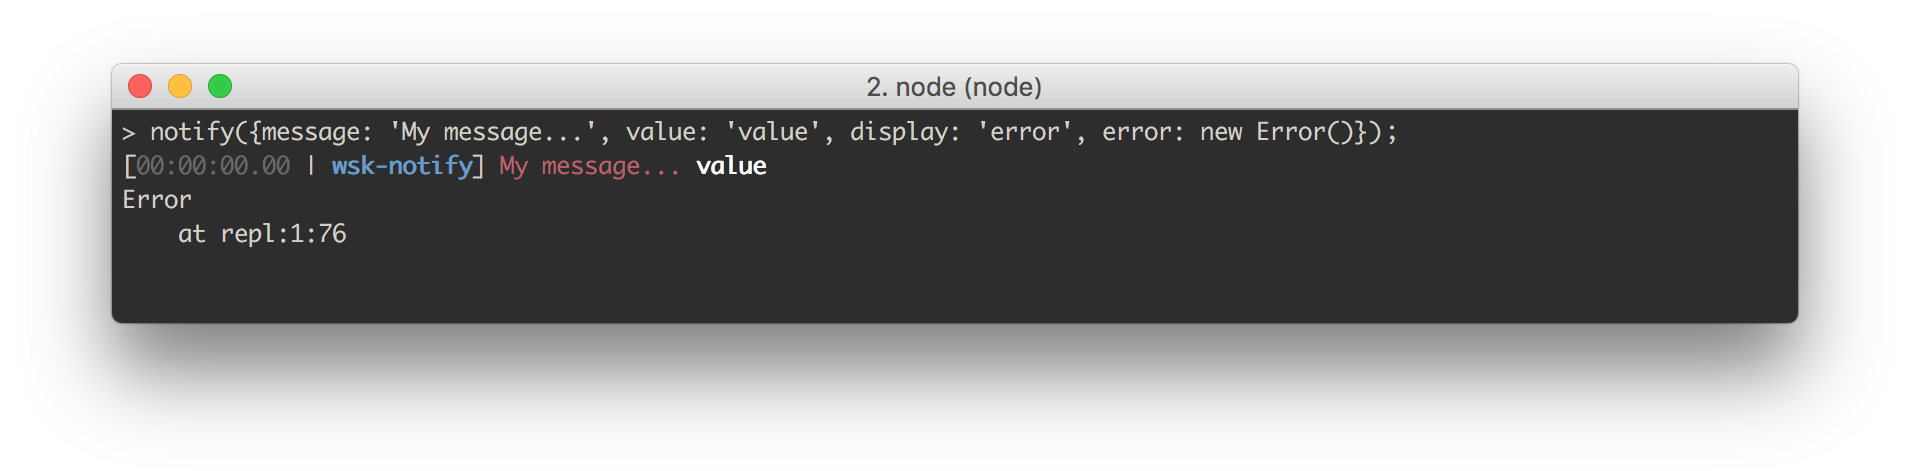 2. node (node)
> notify({message: 'My message...', value: 'value', display: 'error', error: new Error()});
[00:00:00.00 | wsk-notify] My message... value
Error
    at repl:1:76